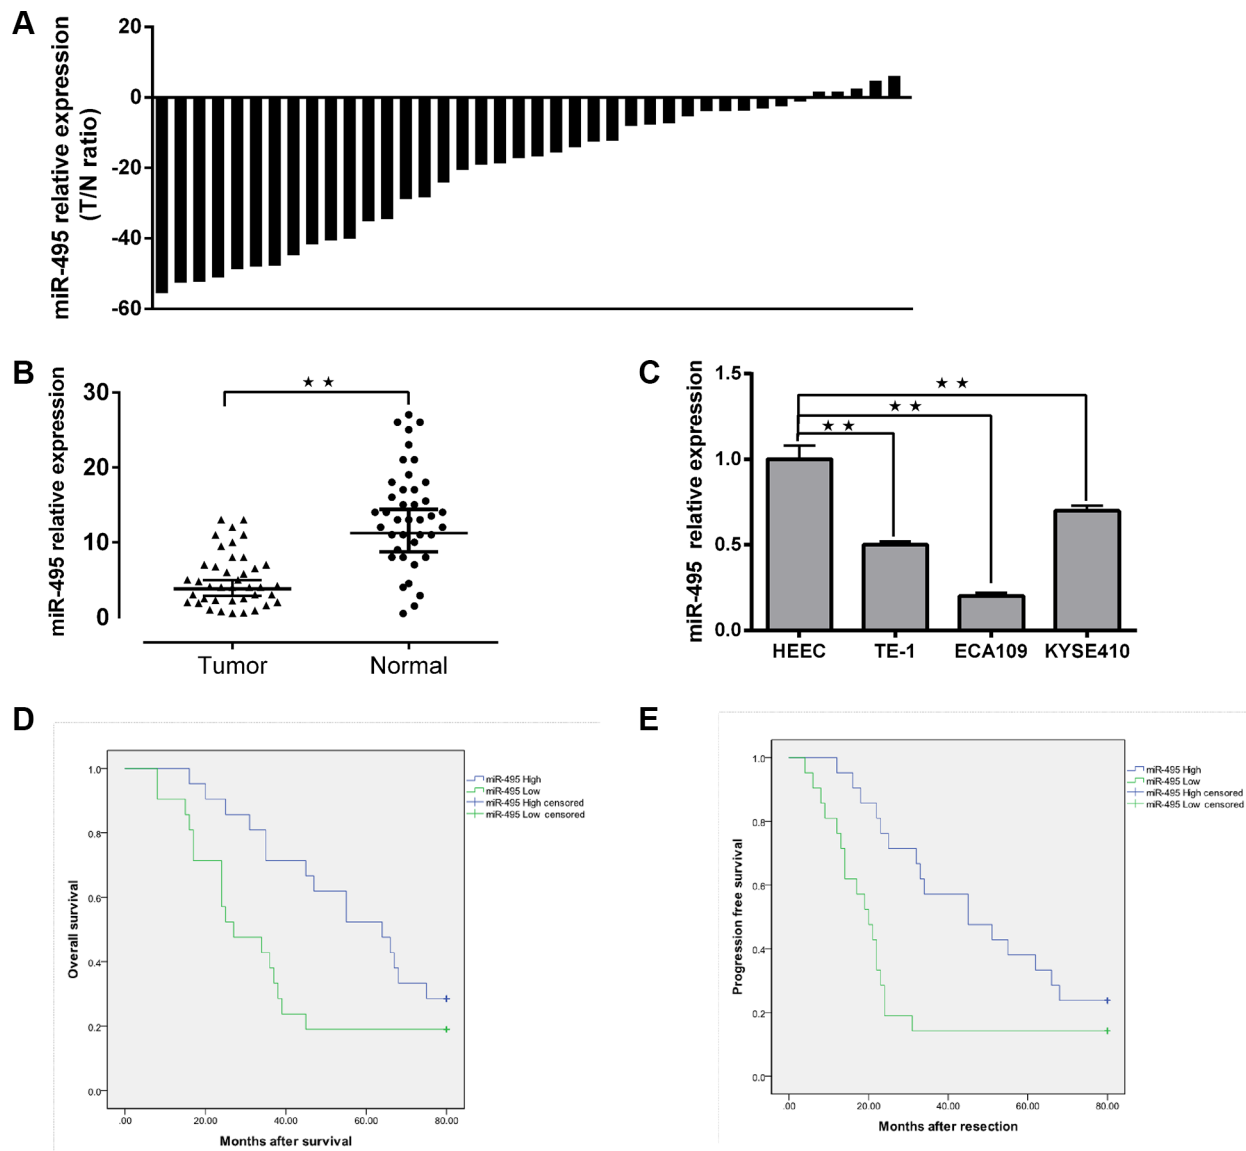 A
miR-495 relative expression
(T/N ratio)
20
0
-20
-40
-60
B
miR-495 relative expression
30
20
10
0
★ ★
Tumor Normal
C
miR-495 relative expression
1.5
1.0
0.5
0.0
★ ★
★ ★
★ ★
HEEC TE-1 ECA109 KYSE410
D
Overall survival
1.0
0.8
0.6
0.4
0.2
0.0
.00 20.00 40.00 60.00 80.00
Months after survival
miR-495 High
miR-495 Low
miR-495 High censored
miR-495 Low censored
E
Progression free survival
1.0
0.8
0.6
0.4
0.2
0.0
.00 20.00 40.00 60.00 80.00
Months after resection
miR-495 High
miR-495 Low
miR-495 High censored
miR-495 Low censored